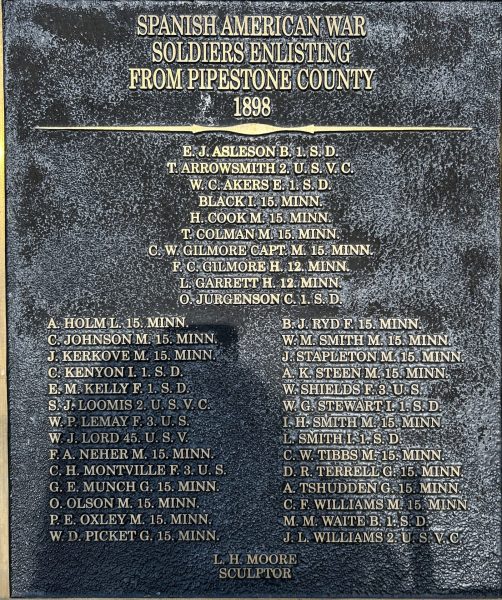 SPANISH AMERICAN WAR
SOLDIERS ENLISTING
FROM PIPESTONE COUNTY
1898
E. J. ASLESON B. 1. S. D.
T. ARROWSMITH 2. U. S. V. C.
W. C. AKERS E. 1. S. D.
BLACK I. 15. MINN.
H. COOK M. 15. MINN.
T. COLMAN M. 15. MINN.
C. W. GILMORE CAPT. M. 15. MINN.
F. C. GILMORE H. 12. MINN.
L. GARRETT H. 12. MINN.
O. JURGENSON C. 1. S. D.
A. HOLM L. 15. MINN.
C. JOHNSON M. 15. MINN.
J. KERKOVE M. 15. MINN.
C. KENYON I. 1. S. D.
E. M. KELLY F. 1. S. D.
S. J. LOOMIS 2. U. S. V. C.
W. P. LEMAY F. 3. U. S.
W. J. LORD 45. U. S. V.
F. A. NEHER M. 15. MINN.
C. H. MONTVILLE F. 3. U. S.
G. E. MUNCH G. 15. MINN.
O. OLSON M. 15. MINN.
P. E. OXLEY M. 15. MINN.
W. D. PICKET G. 15. MINN.
B. J. RYD F. 15. MINN.
W. M. SMITH M. 15. MINN.
J. STAPLETON M. 15. MINN.
A. K. STEEN M. 15. MINN.
W. SHIELDS F. 3. U. S.
W. G. STEWART I. 1. S. D.
I. H. SMITH M. 15. MINN.
L. SMITH I. 1. S. D.
C. W. TIBBS M. 15. MINN.
D. R. TERRELL G. 15. MINN.
A. TSHUDDEN G. 15. MINN.
C. F. WILLIAMS M. 15. MINN.
M. M. WAITE B. 1. S. D.
J. L. WILLIAMS 2. U. S. V. C.
L. H. MOORE
SCULPTOR